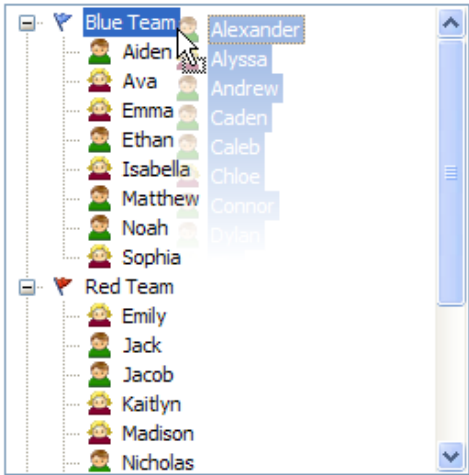 Blue Team
Alexander
Aiden
Alyssa
Ava
Andrew
Emma
Caden
Ethan
Caleb
Isabella
Chloe
Matthew
Connor
Noah
Dylan
Sophia
Red Team
Emily
Jack
Jacob
Kaitlyn
Madison
Nicholas